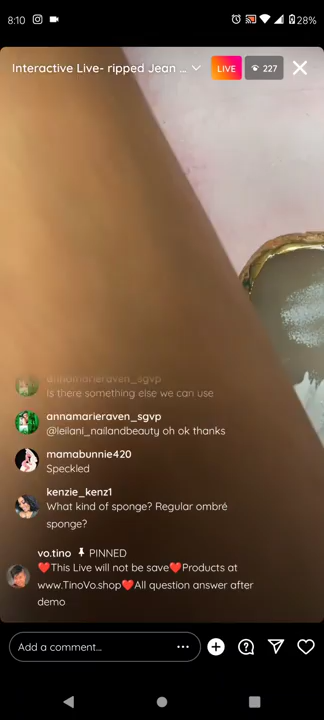 8:10
28%
Interactive Live- ripped Jean ...
LIVE
227
annamarieraven_sgvp
Is there something else we can use
annamarieraven_sgvp
@leilani_nailandbeauty oh ok thanks
mamabunnie420
Speckled
kenzie_kenz1
What kind of sponge? Regular ombré
sponge?
vo.tino PINNED
❤️This Live will not be save❤️Products at
www.TinoVo.shop❤️All question answer after
demo
Add a comment...